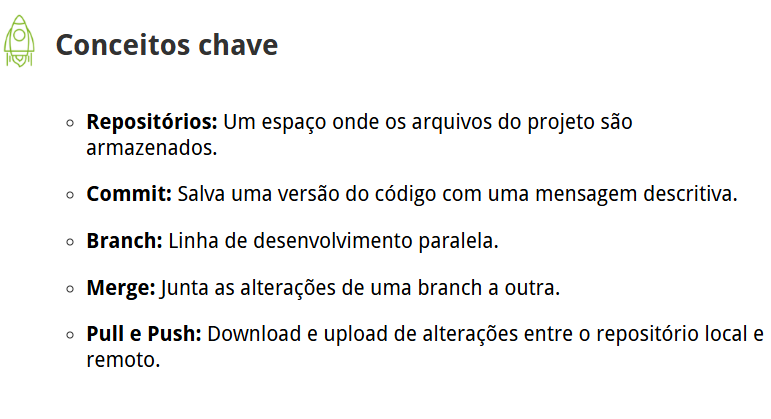 Conceitos chave
Repositórios: Um espaço onde os arquivos do projeto são
armazenados.
Commit: Salva uma versão do código com uma mensagem descritiva.
Branch: Linha de desenvolvimento paralela.
Merge: Junta as alterações de uma branch a outra.
Pull e Push: Download e upload de alterações entre o repositório local e
remoto.